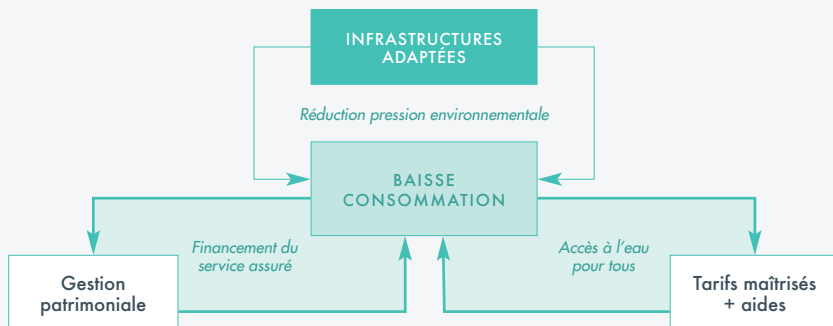 INFRASTRUCTURES
ADAPTÉES
Réduction pression environnementale
BAISSE
CONSOMMATION
Financement du
service assuré
Accès à l'eau
pour tous
Gestion
patrimoniale
Tarifs maîtrisés
+ aides